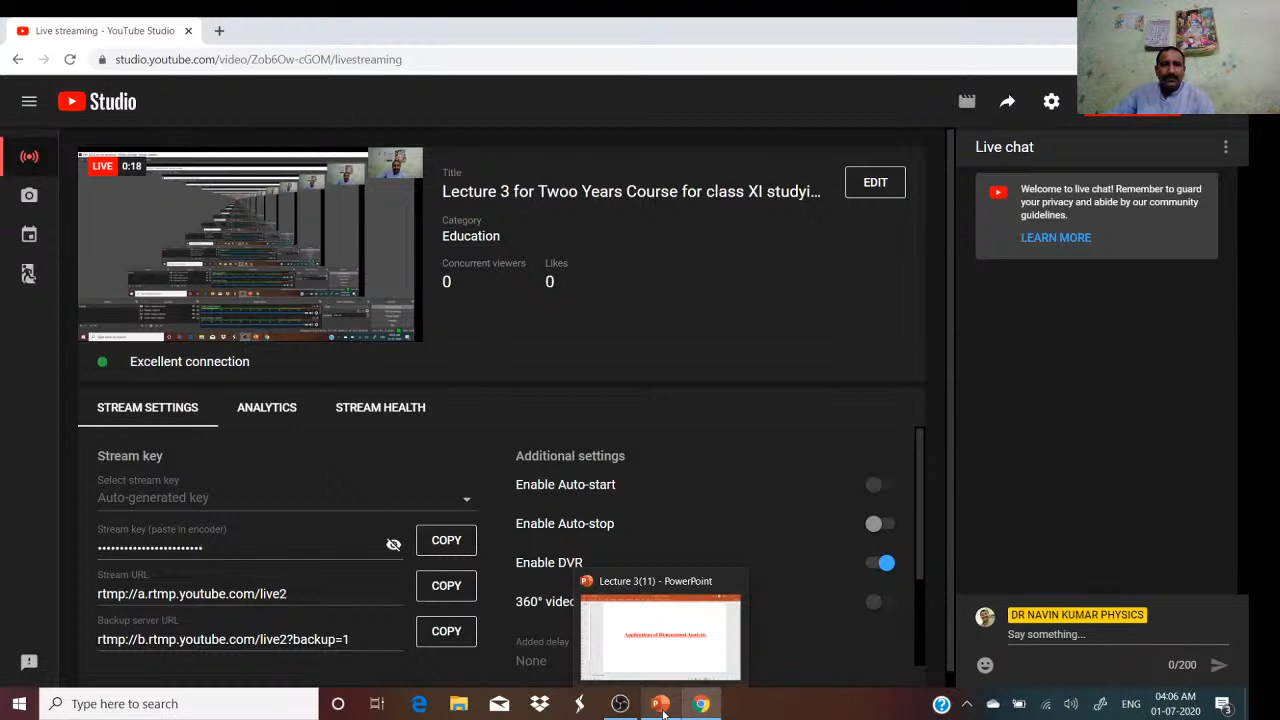 Live streaming - YouTube Studio
studio.youtube.com/video/Zob6Ow-cGOM/livestreaming
Studio
LIVE 0:18
Title
Lecture 3 for Twoo Years Course for class XI studyi...
EDIT
Category
Education
Concurrent viewers
Likes
0
0
Excellent connection
STREAM SETTINGS
ANALYTICS
STREAM HEALTH
Stream key
Select stream key
Auto-generated key
Stream key (paste in encoder)
COPY
Stream URL
rtmp://a.rtmp.youtube.com/live2
COPY
Backup server URL
rtmp://b.rtmp.youtube.com/live2?backup=1
COPY
Additional settings
Enable Auto-start
Enable Auto-stop
Enable DVR
360° video
Added delay
None
Lecture 3(11) - PowerPoint
Applications of Dimensional Analysis
Live chat
Welcome to live chat! Remember to guard
your privacy and abide by our community
guidelines.
LEARN MORE
DR NAVIN KUMAR PHYSICS
Say something...
0/200
Type here to search
ENG
04:06 AM
01-07-2020
3